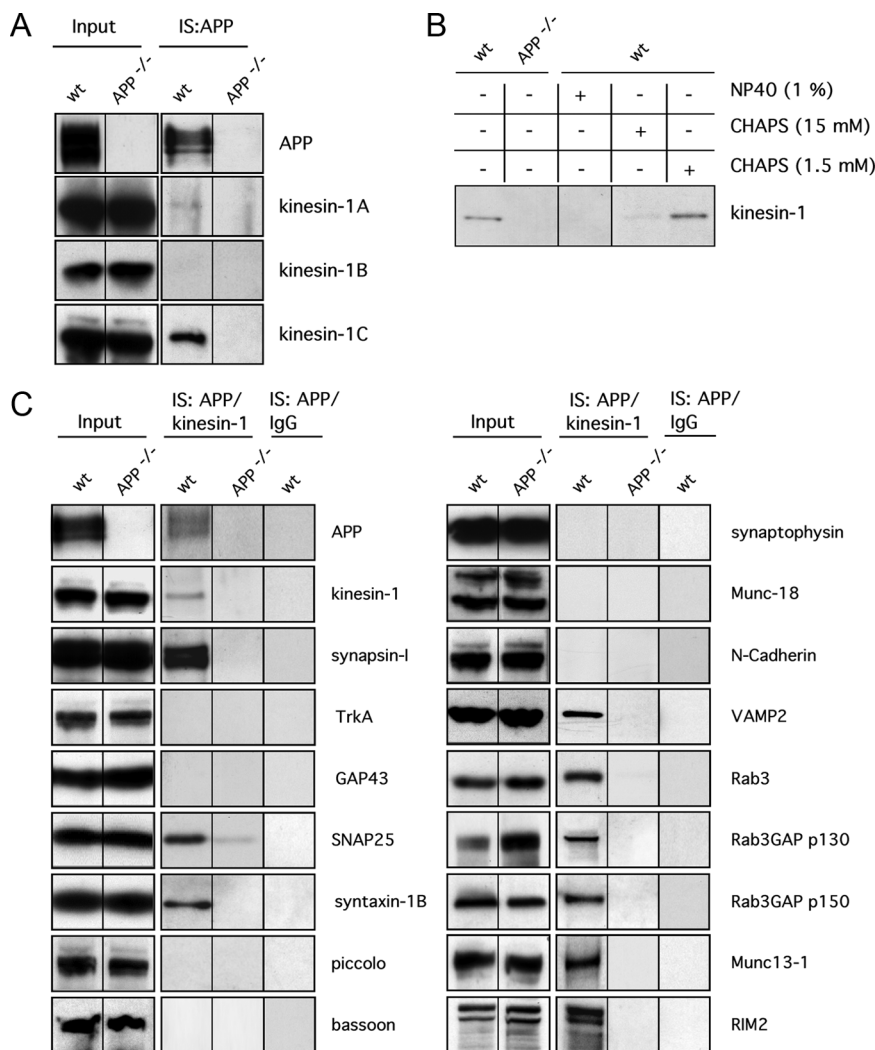 A
Input IS:APP
wt APP -/- wt APP -/-
APP
kinesin-1A
kinesin-1B
kinesin-1C
B
wt APP -/- wt
- - + - - NP40 (1 %)
- - - + - CHAPS (15 mM)
- - - - + CHAPS (1.5 mM)
kinesin-1
C
Input IS: APP/ kinesin-1 IS: APP/ IgG
wt APP -/- wt APP -/- wt
APP
kinesin-1
synapsin-I
TrkA
GAP43
SNAP25
syntaxin-1B
piccolo
bassoon
Input IS: APP/ kinesin-1 IS: APP/ IgG
wt APP -/- wt APP -/- wt
synaptophysin
Munc-18
N-Cadherin
VAMP2
Rab3
Rab3GAP p130
Rab3GAP p150
Munc13-1
RIM2